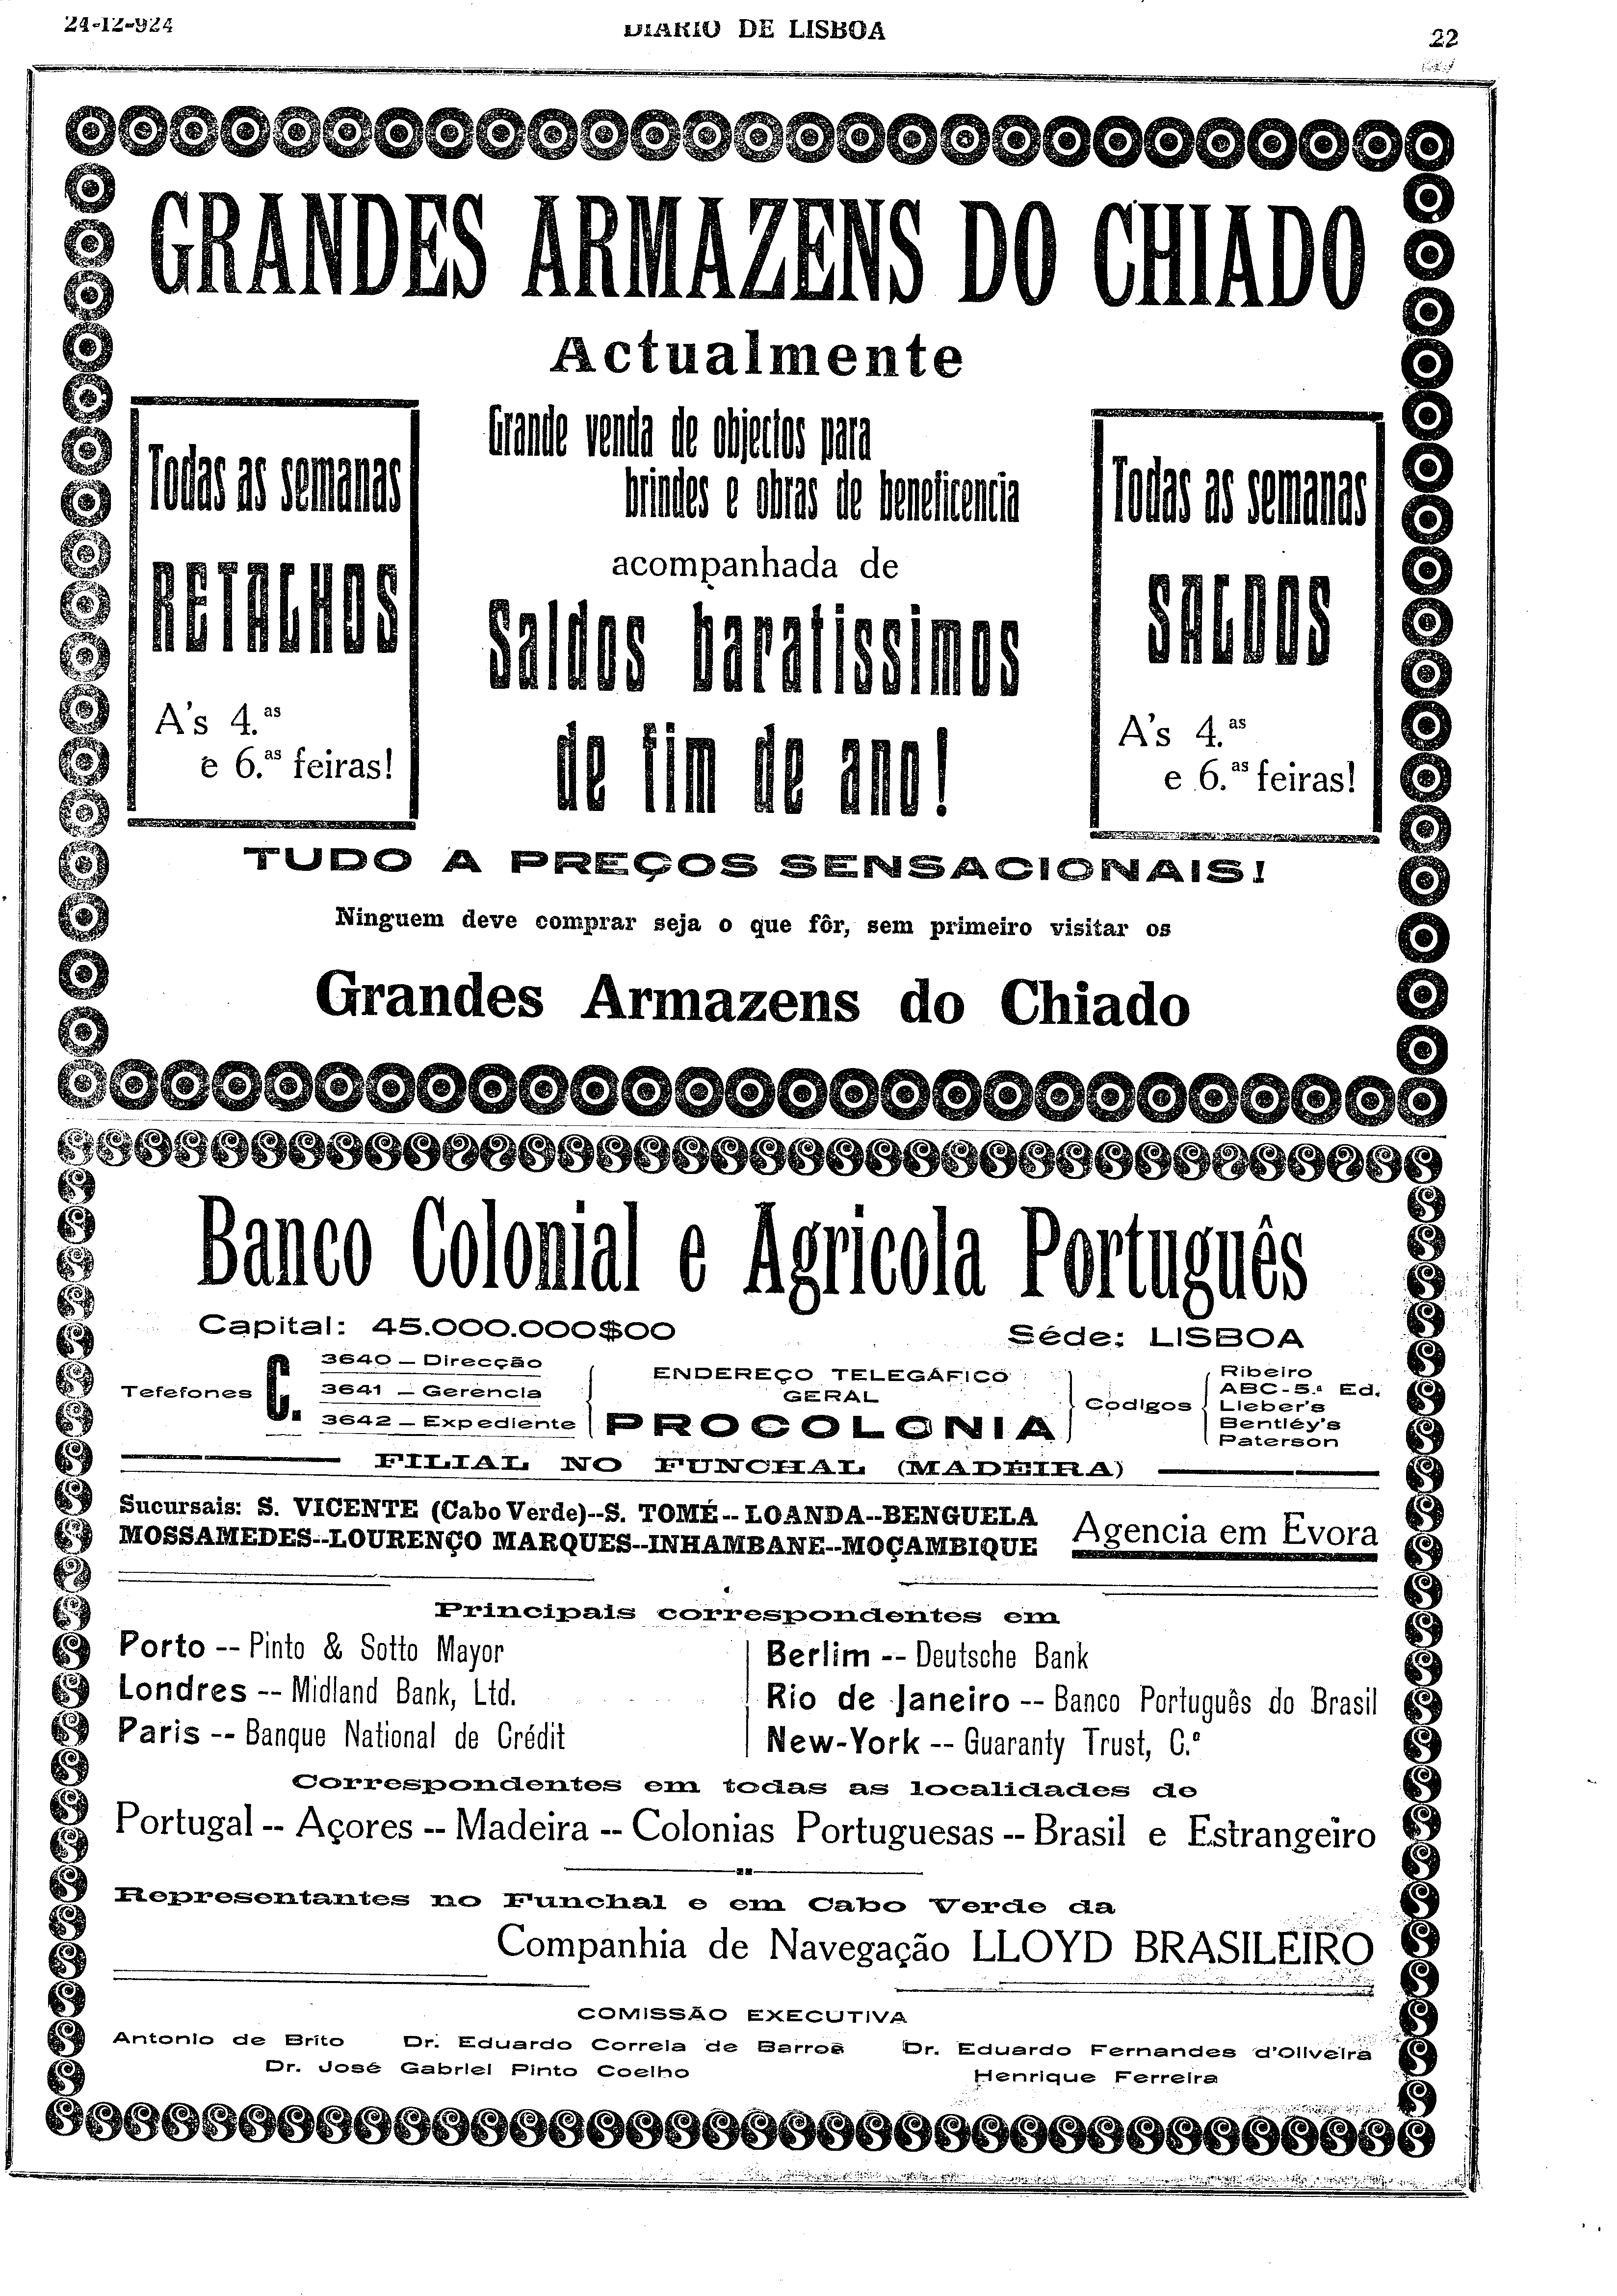 24-12-924
DIARIO DE LISBOA
22
GRANDES ARMAZENS DO CHIADO
Actualmente
Todas as semanas
RETALHOS
A's 4.as
e 6.as feiras!
Grande venda de objectos para
brindes e obras de beneficencia
acompanhada de
Saldos baratissimos
de fim de ano!
Todas as semanas
SALDOS
A's 4.as
e 6.as feiras!
TUDO A PREÇOS SENSACIONAIS!
Ninguem deve comprar seja o que fôr, sem primeiro visitar os
Grandes Armazens do Chiado
Banco Colonial e Agricola Português
Capital: 45.000.000$00
Séde: LISBOA
Tefefones C.
3640 — Direcção
3641 — Gerencia
3642 — Expediente
ENDEREÇO TELEGÁFICO
GERAL
PROCOLONIA
Codigos
Ribeiro
ABC-5.ª Ed.
Lieber's
Bentléy's
Paterson
FILIAL NO FUNCHAL (MADEIRA)
Sucursais: S. VICENTE (Cabo Verde)--S. TOMÉ--LOANDA--BENGUELA
MOSSAMEDES--LOURENÇO MARQUES--INHAMBANE--MOÇAMBIQUE
Agencia em Evora
Principais correspondentes em
Porto -- Pinto & Sotto Mayor
Londres -- Midland Bank, Ltd.
Paris -- Banque National de Crédit
Berlim -- Deutsche Bank
Rio de Janeiro -- Banco Português do Brasil
New-York -- Guaranty Trust, C.º
Correspondentes em todas as localidades de
Portugal -- Açores -- Madeira -- Colonias Portuguesas -- Brasil e Estrangeiro
Representantes no Funchal e em Cabo Verde da
Companhia de Navegação LLOYD BRASILEIRO
COMISSÃO EXECUTIVA
Antonio de Brito Dr. Eduardo Correia de Barros Dr. Eduardo Fernandes d'Oliveira
Dr. José Gabriel Pinto Coelho Henrique Ferreira